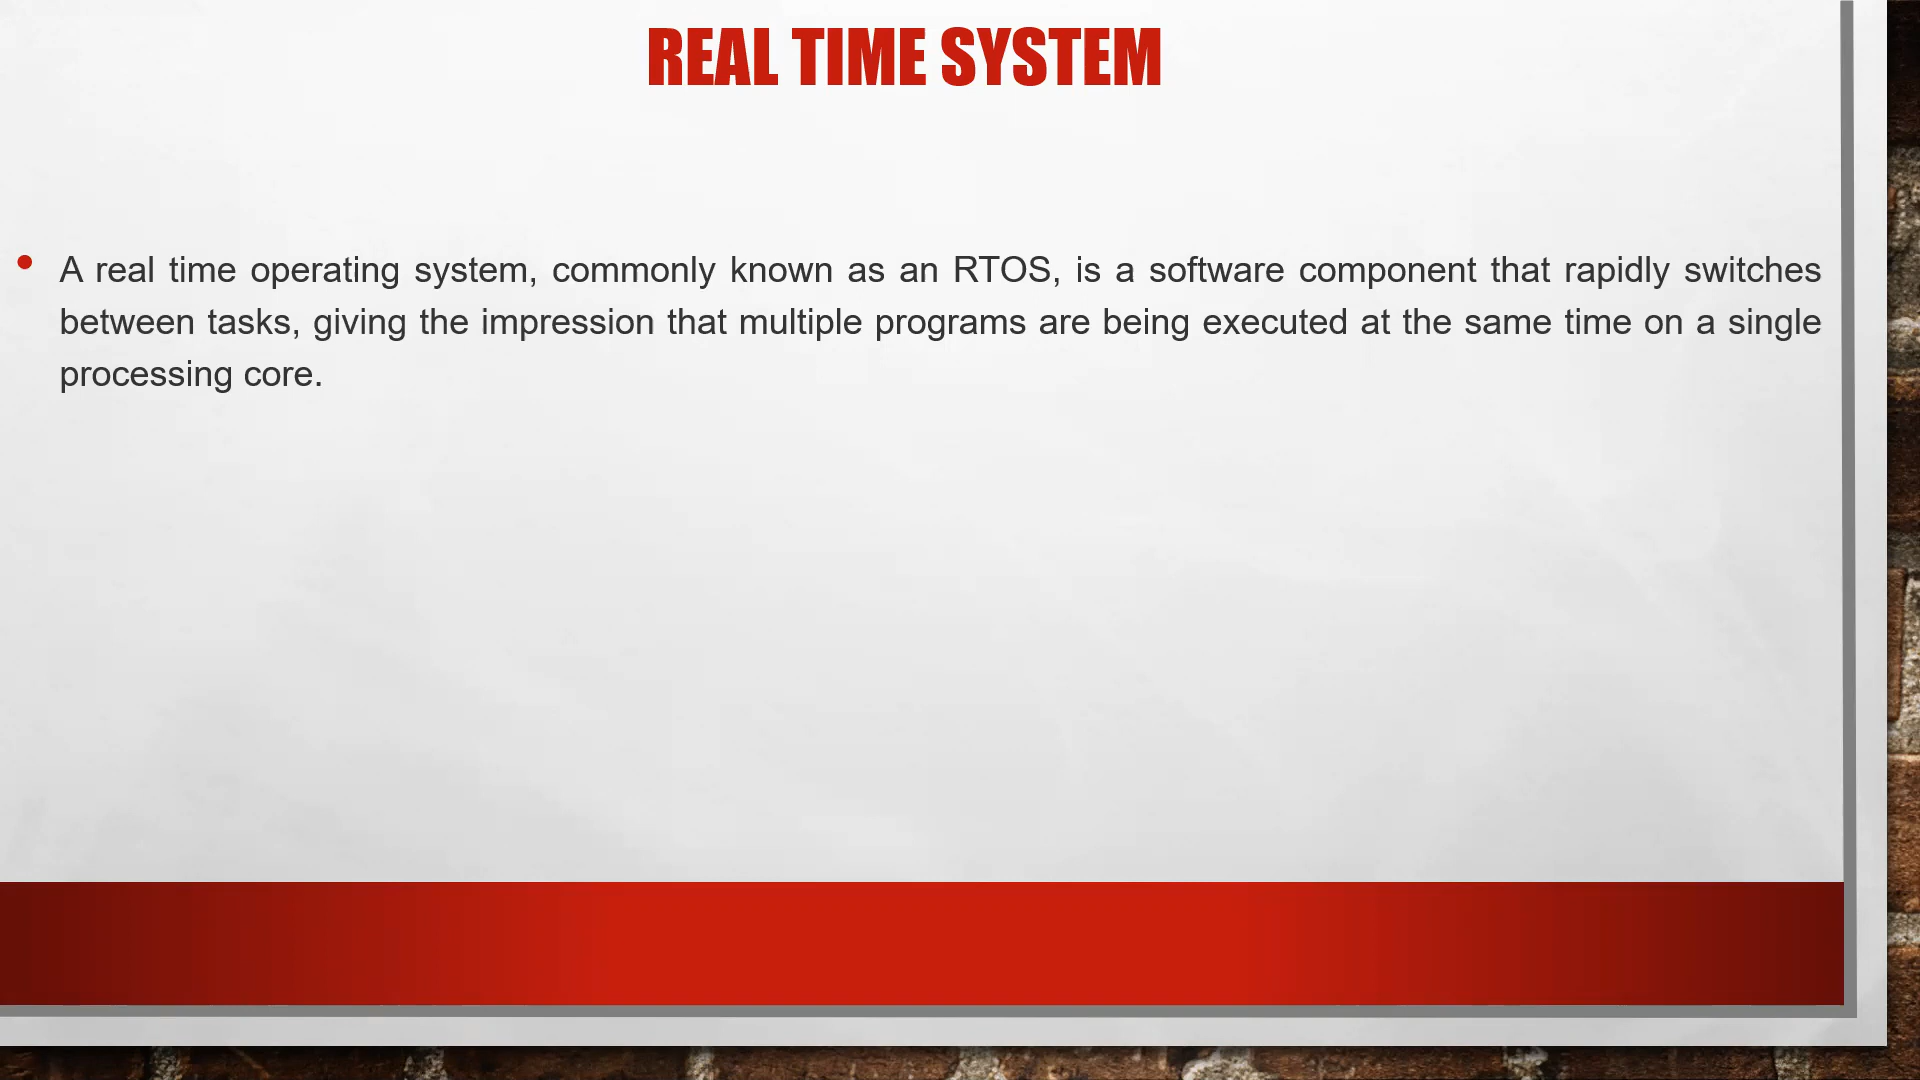 REAL TIME SYSTEM
• A real time operating system, commonly known as an RTOS, is a software component that rapidly switches
between tasks, giving the impression that multiple programs are being executed at the same time on a single
processing core.